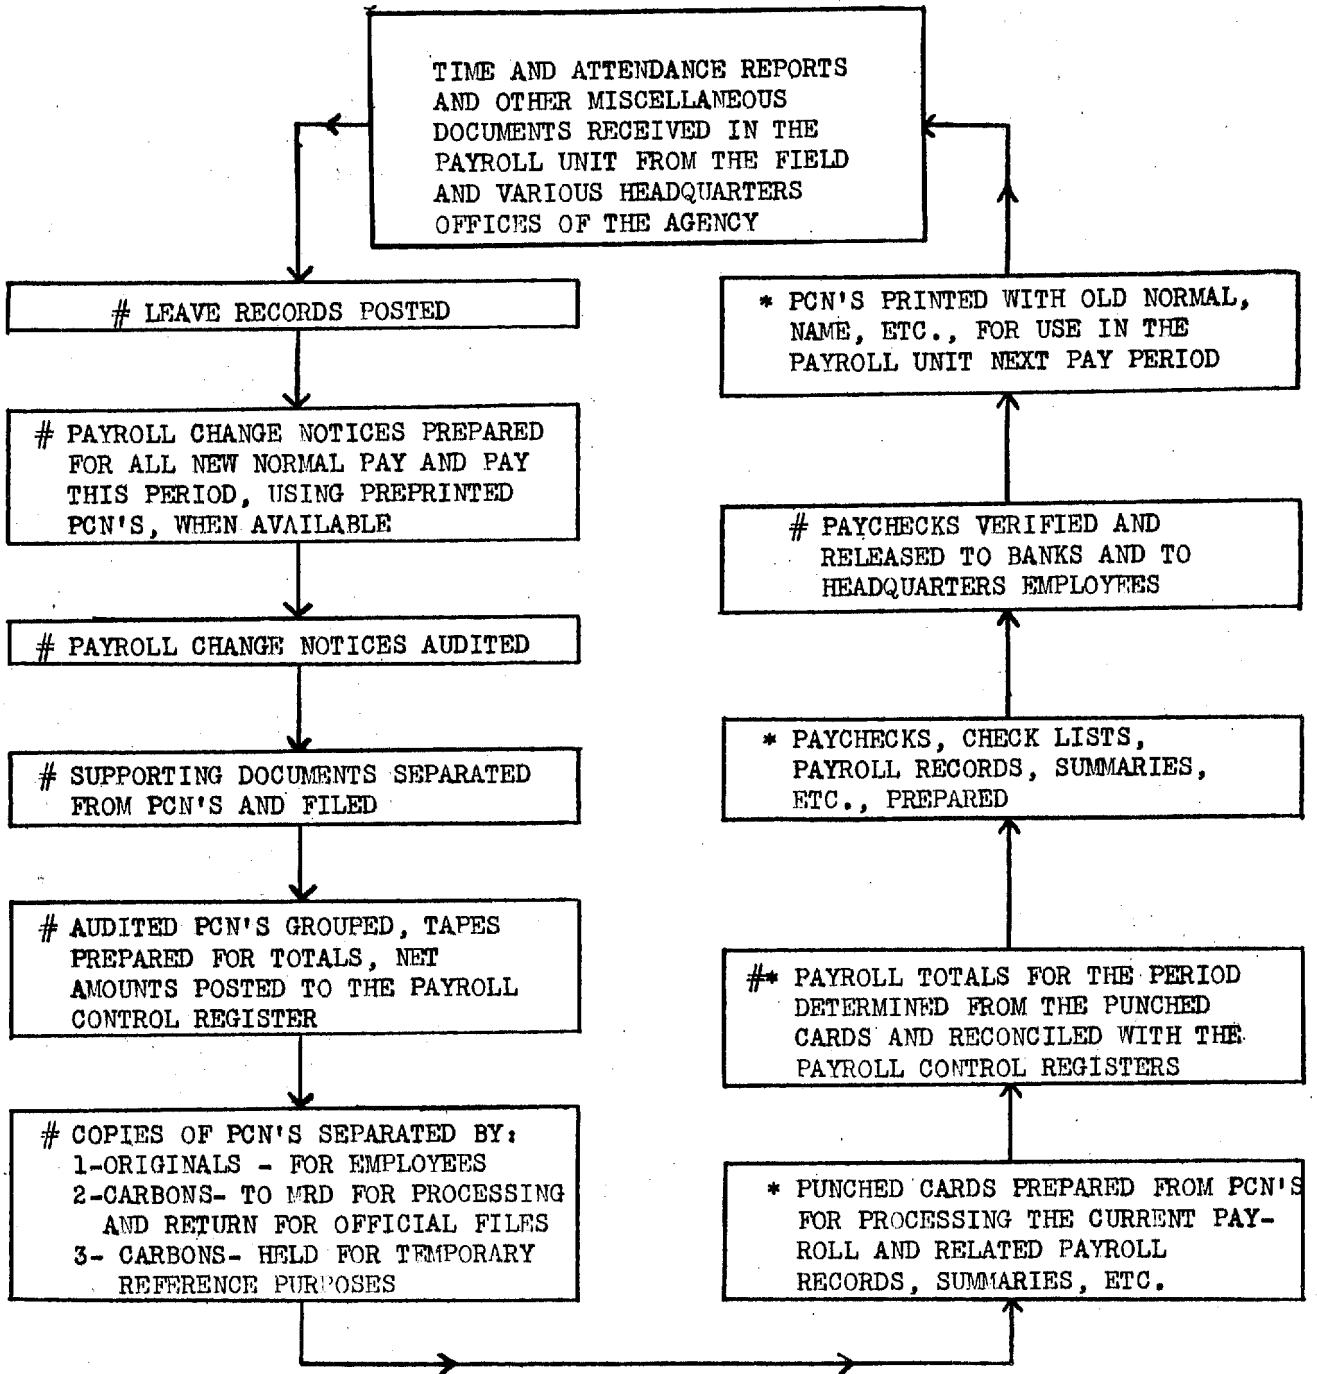 TIME AND ATTENDANCE REPORTS
AND OTHER MISCELLANEOUS
DOCUMENTS RECEIVED IN THE
PAYROLL UNIT FROM THE FIELD
AND VARIOUS HEADQUARTERS
OFFICES OF THE AGENCY
# LEAVE RECORDS POSTED
# PAYROLL CHANGE NOTICES PREPARED
FOR ALL NEW NORMAL PAY AND PAY
THIS PERIOD, USING PREPRINTED
PCN'S, WHEN AVAILABLE
# PAYROLL CHANGE NOTICES AUDITED
# SUPPORTING DOCUMENTS SEPARATED
FROM PCN'S AND FILED
# AUDITED PCN'S GROUPED, TAPES
PREPARED FOR TOTALS, NET
AMOUNTS POSTED TO THE PAYROLL
CONTROL REGISTER
# COPIES OF PCN'S SEPARATED BY:
1-ORIGINALS - FOR EMPLOYEES
2-CARBONS- TO MRD FOR PROCESSING
AND RETURN FOR OFFICIAL FILES
3- CARBONS- HELD FOR TEMPORARY
REFERENCE PURPOSES
* PUNCHED CARDS PREPARED FROM PCN'S
FOR PROCESSING THE CURRENT PAY-
ROLL AND RELATED PAYROLL
RECORDS, SUMMARIES, ETC.
#* PAYROLL TOTALS FOR THE PERIOD
DETERMINED FROM THE PUNCHED
CARDS AND RECONCILED WITH THE
PAYROLL CONTROL REGISTERS
* PAYCHECKS, CHECK LISTS,
PAYROLL RECORDS, SUMMARIES,
ETC., PREPARED
# PAYCHECKS VERIFIED AND
RELEASED TO BANKS AND TO
HEADQUARTERS EMPLOYEES
* PCN'S PRINTED WITH OLD NORMAL,
NAME, ETC., FOR USE IN THE
PAYROLL UNIT NEXT PAY PERIOD